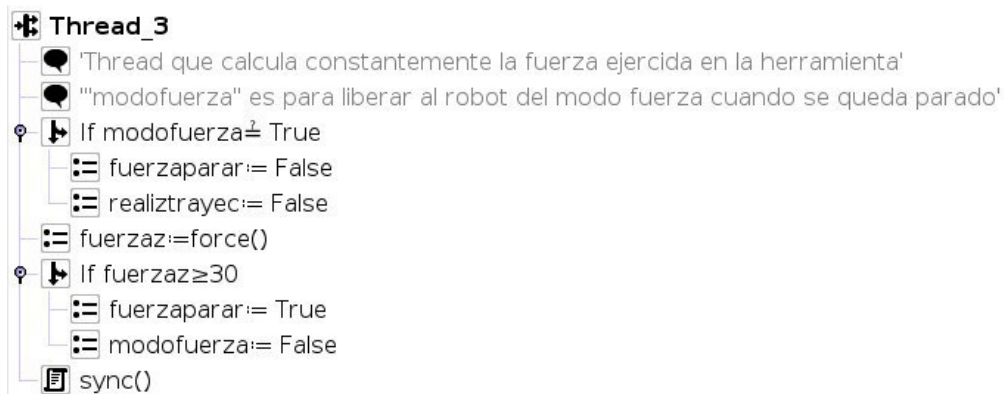 Thread_3
'Thread que calcula constantemente la fuerza ejercida en la herramienta'
'"modofuerza" es para liberar al robot del modo fuerza cuando se queda parado'
If modofuerza≟ True
fuerzaparar:= False
realiztrayec:= False
fuerzaz:=force()
If fuerzaz≥30
fuerzaparar:= True
modofuerza:= False
sync()